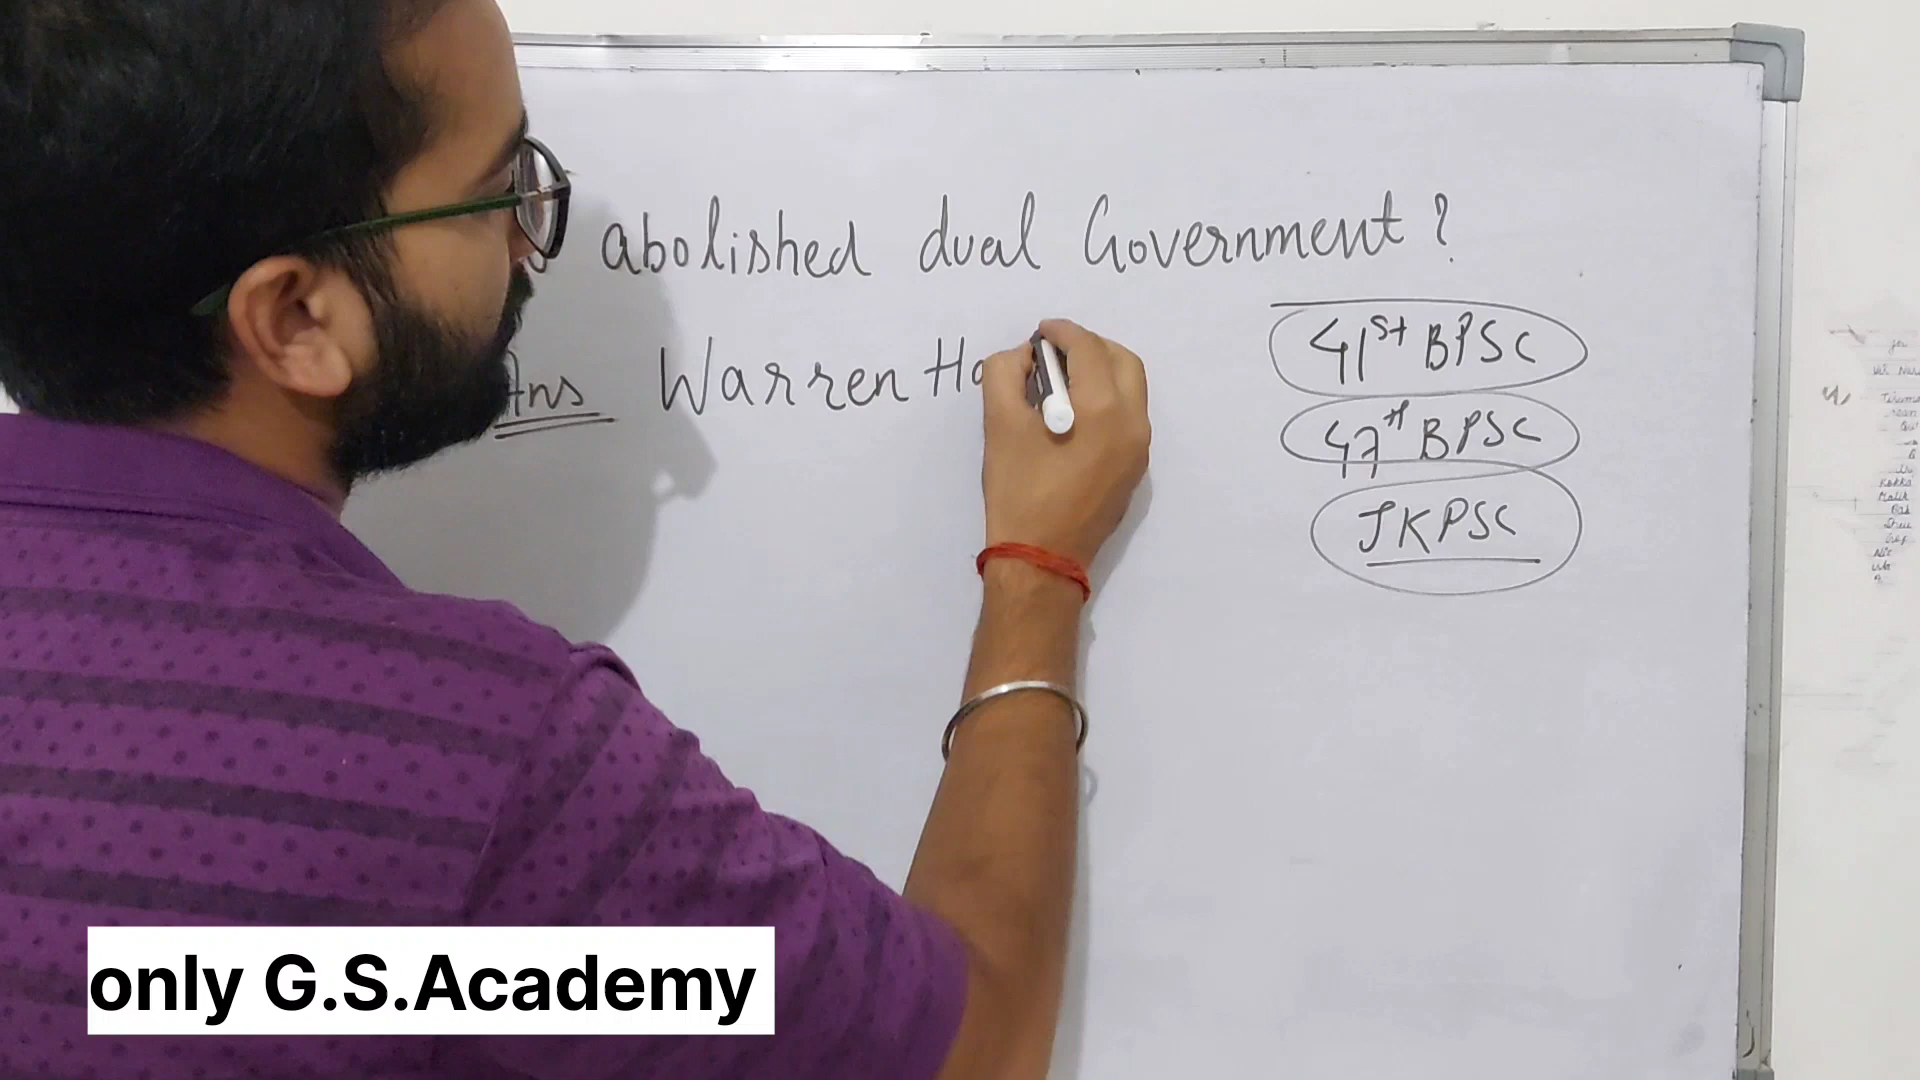 abolished dual Government?
Ans Warren Ha
41st BPSC
47th BPSC
JKPSC
only G.S.Academy